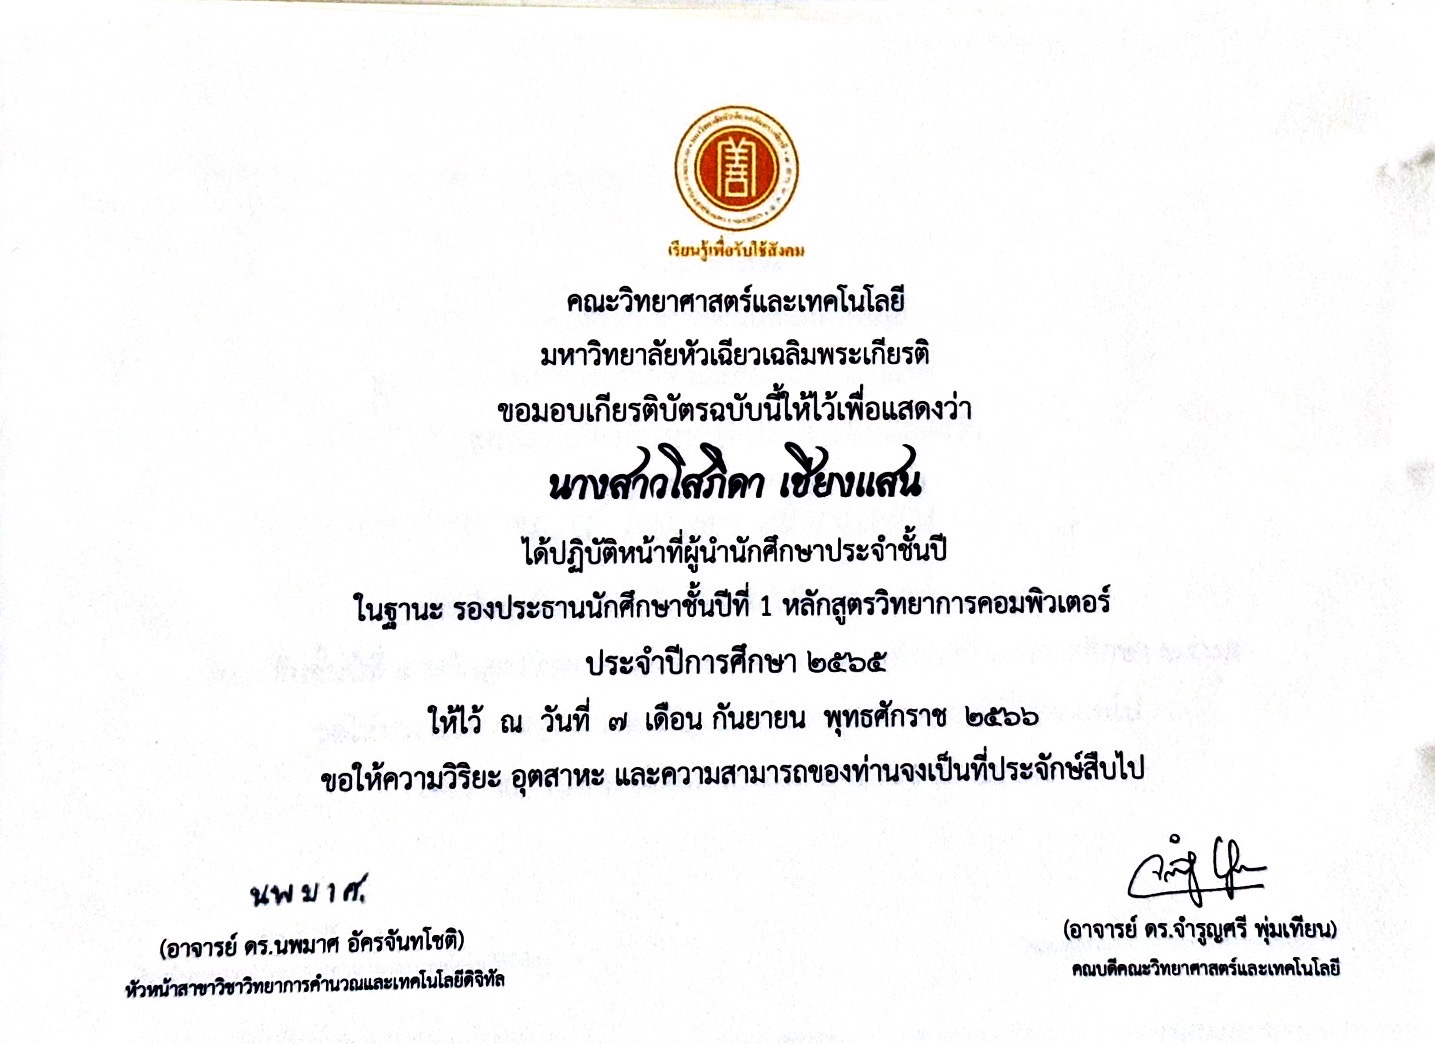 善
เรียนรู้เพื่อรับใช้สังคม
คณะวิทยาศาสตร์และเทคโนโลยี
มหาวิทยาลัยหัวเฉียวเฉลิมพระเกียรติ
ขอมอบเกียรติบัตรฉบับนี้ให้ไว้เพื่อแสดงว่า
นางสาวโสภิดา เชียงแสน
ได้ปฏิบัติหน้าที่ผู้นำนักศึกษาประจำชั้นปี
ในฐานะ รองประธานนักศึกษาชั้นปีที่ 1 หลักสูตรวิทยาการคอมพิวเตอร์
ประจำปีการศึกษา ๒๕๖๕
ให้ไว้ ณ วันที่ ๗ เดือน กันยายน พุทธศักราช ๒๕๖๖
ขอให้ความวิริยะ อุตสาหะ และความสามารถของท่านจงเป็นที่ประจักษ์สืบไป
นพมาศ.
(อาจารย์ ดร.นพมาศ อัครจันทโชติ)
หัวหน้าสาขาวิชาวิทยาการคำนวณและเทคโนโลยีดิจิทัล
(อาจารย์ ดร.จำรูญศรี พุ่มเทียน)
คณบดีคณะวิทยาศาสตร์และเทคโนโลยี